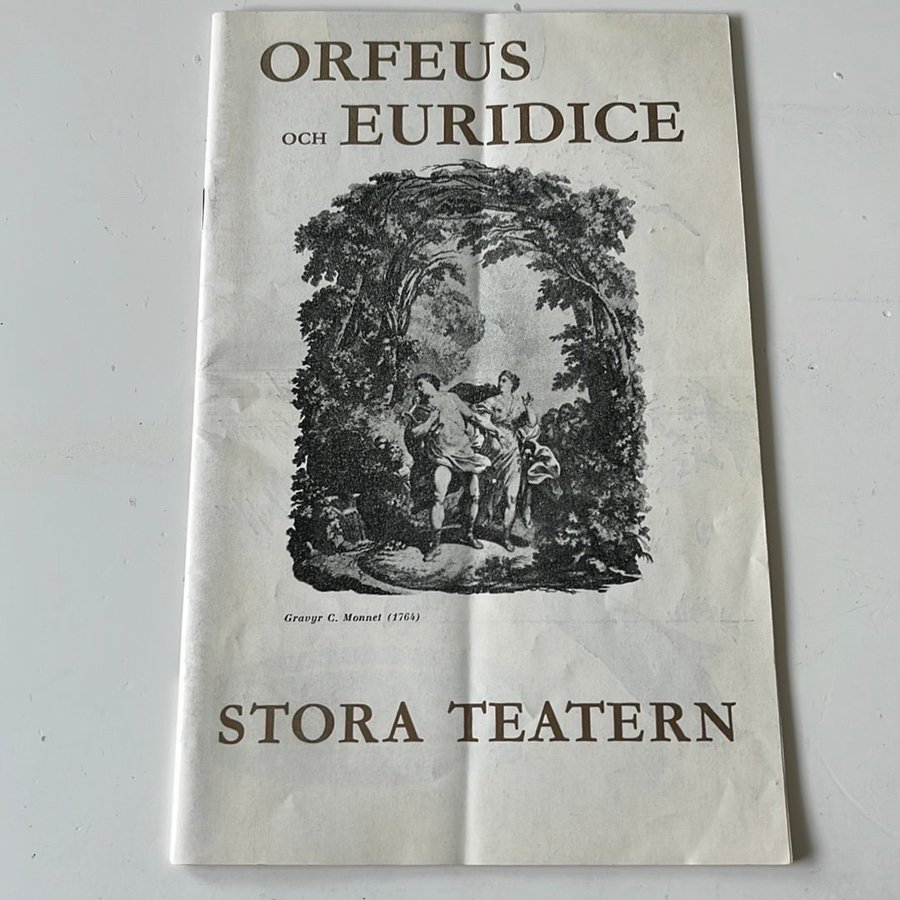 ORFEUS
OCH EURIDICE
Gravyr C. Monnet (1764)
STORA TEATERN